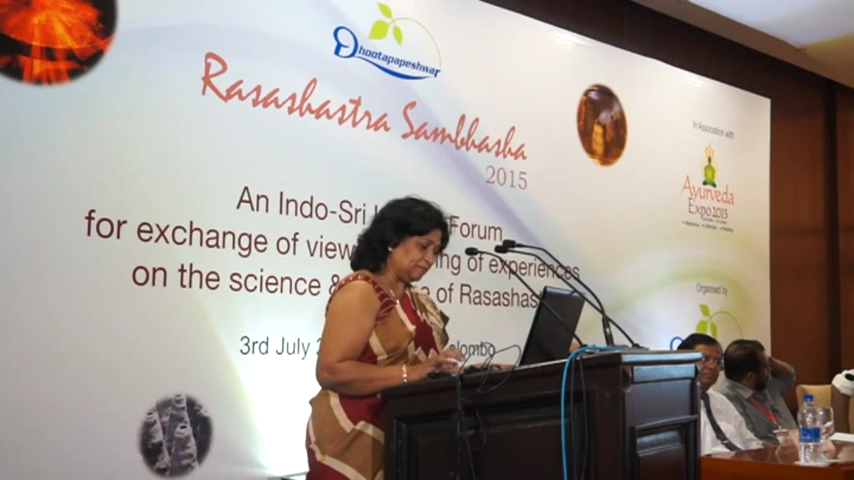 Dhootapapeshwar
Rasashastra Sambhasha
2015
An Indo-Sri Forum
for exchange of view ing of experiences
on the science & e of Rasashas
3rd July 2 olombo
In Association with
Ayurveda
Expo 2015
Organised by